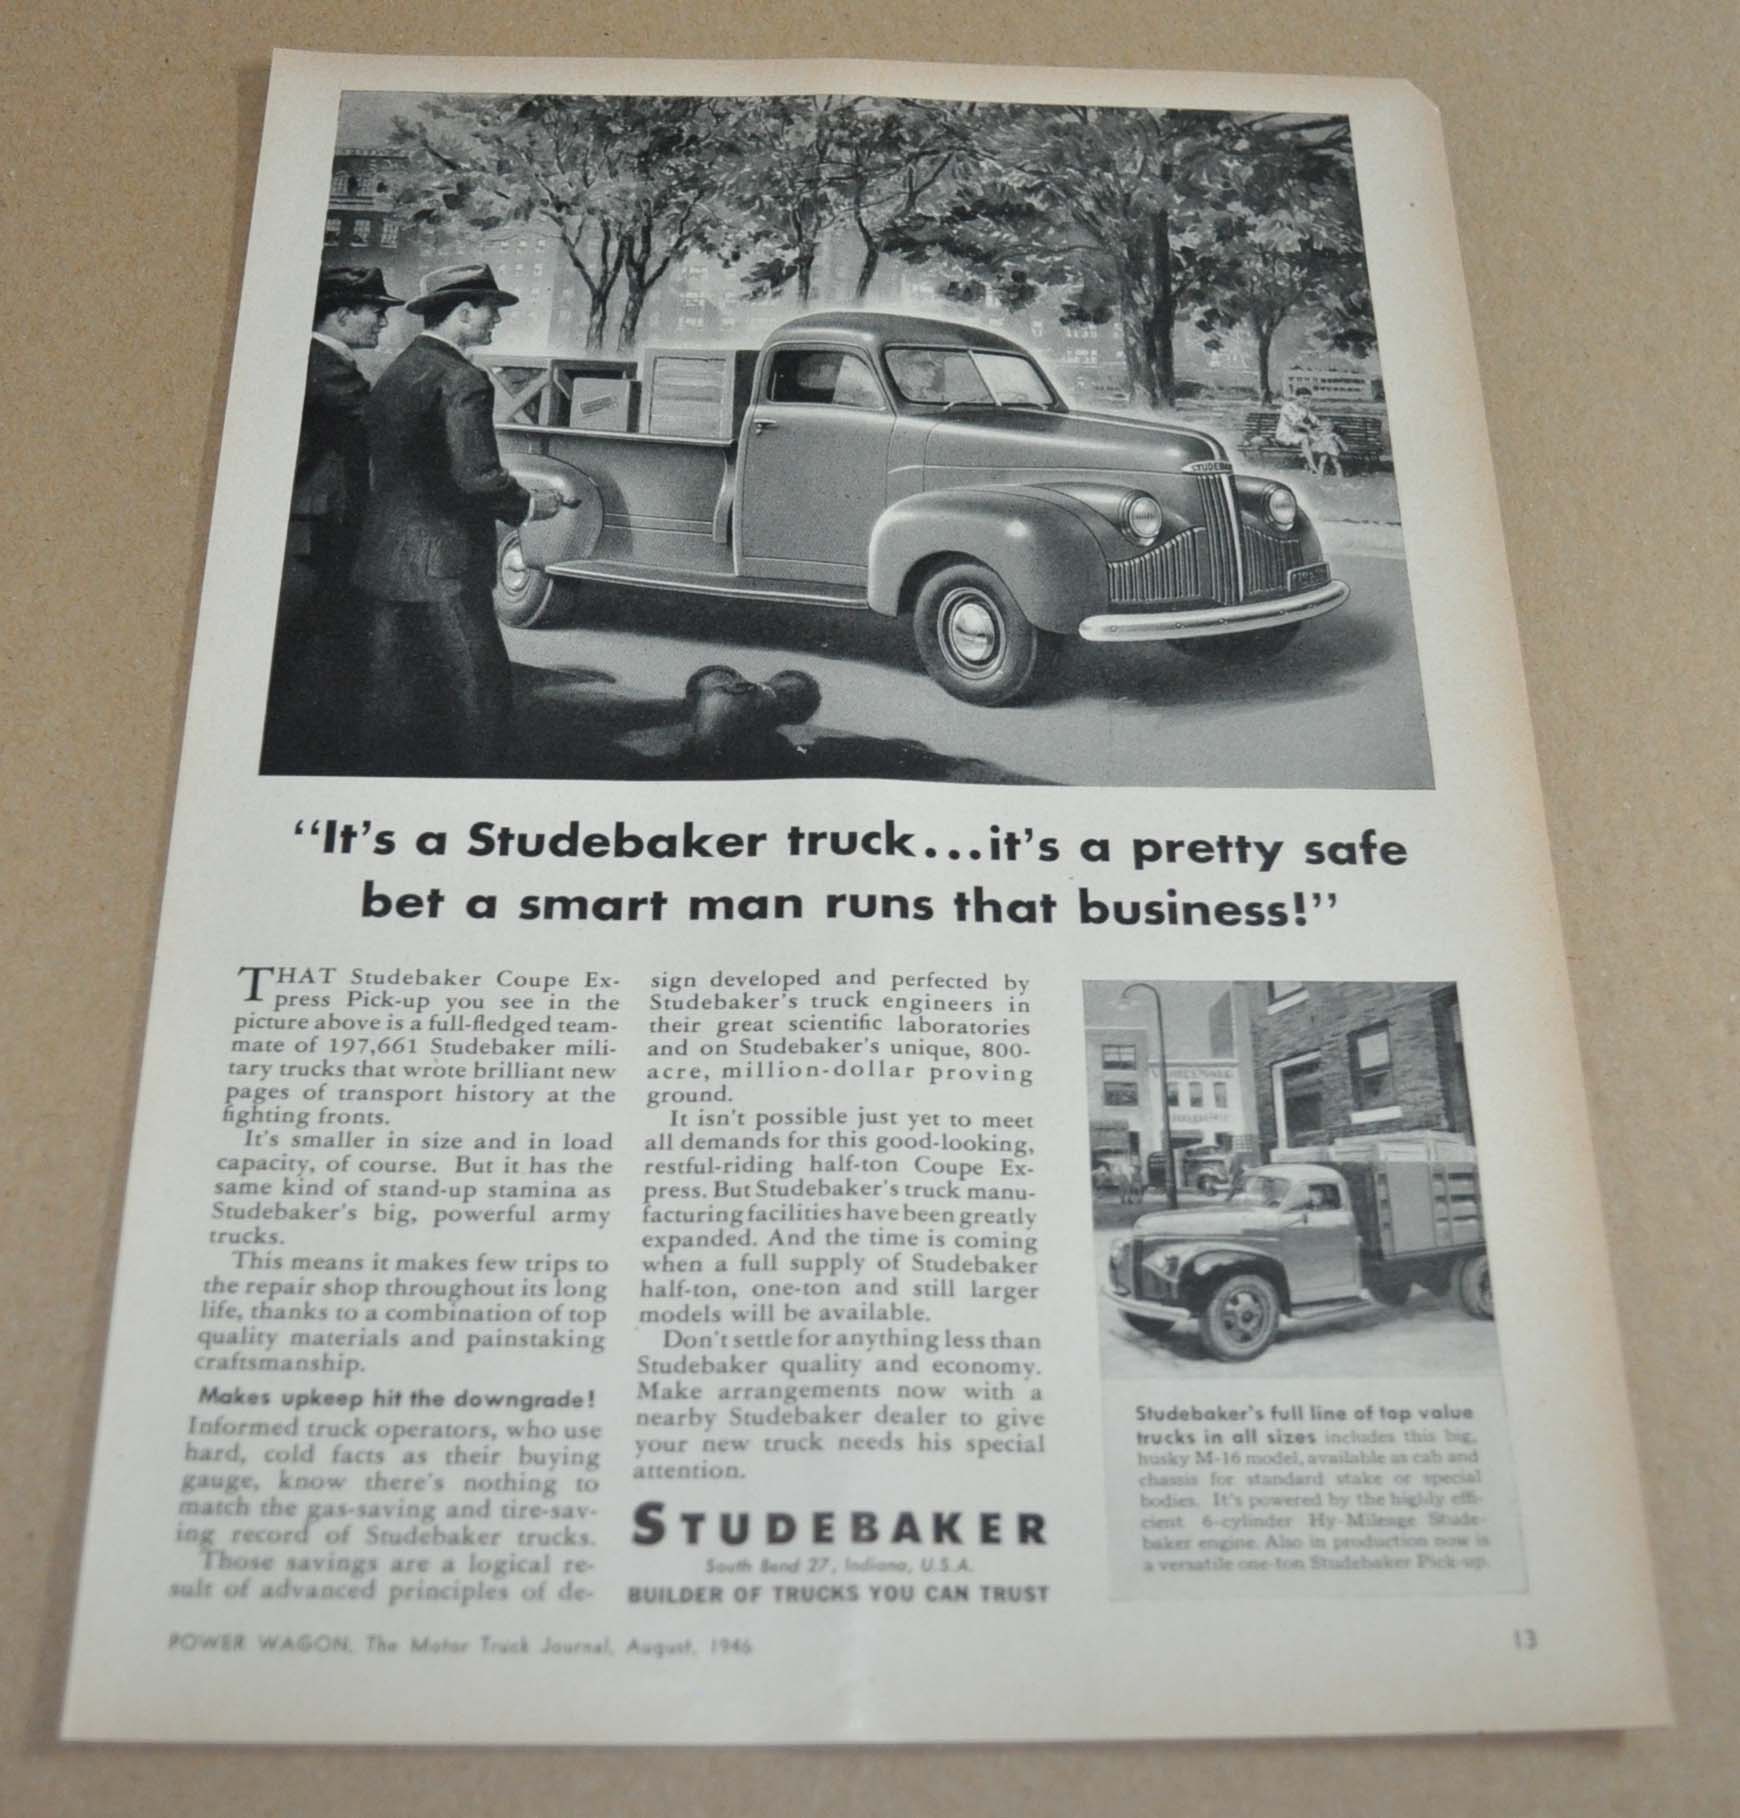 STUDEBAKER
“It’s a Studebaker truck...it’s a pretty safe
bet a smart man runs that business!”
THAT Studebaker Coupe Ex-
press Pick-up you see in the
picture above is a full-fledged team-
mate of 197,661 Studebaker mili-
tary trucks that wrote brilliant new
pages of transport history at the
fighting fronts.
It’s smaller in size and in load
capacity, of course. But it has the
same kind of stand-up stamina as
Studebaker’s big, powerful army
trucks.
This means it makes few trips to
the repair shop throughout its long
life, thanks to a combination of top
quality materials and painstaking
craftsmanship.
Makes upkeep hit the downgrade!
Informed truck operators, who use
hard, cold facts as their buying
gauge, know there’s nothing to
match the gas-saving and tire-sav-
ing record of Studebaker trucks.
Those savings are a logical re-
sult of advanced principles of de-
sign developed and perfected by
Studebaker’s truck engineers in
their great scientific laboratories
and on Studebaker’s unique, 800-
acre, million-dollar proving
ground.
It isn’t possible just yet to meet
all demands for this good-looking,
restful-riding half-ton Coupe Ex-
press. But Studebaker’s truck manu-
facturing facilities have been greatly
expanded. And the time is coming
when a full supply of Studebaker
half-ton, one-ton and still larger
models will be available.
Don’t settle for anything less than
Studebaker quality and economy.
Make arrangements now with a
nearby Studebaker dealer to give
your new truck needs his special
attention.
STUDEBAKER
South Bend 27, Indiana, U.S.A.
BUILDER OF TRUCKS YOU CAN TRUST
Studebaker’s full line of top value
trucks in all sizes includes this big,
husky M-16 model, available as cab and
chassis for standard stake or special
bodies. It’s powered by the highly effi-
cient 6-cylinder Hy-Mileage Stude-
baker engine. Also in production now is
a versatile one-ton Studebaker Pick-up.
POWER WAGON, The Motor Truck Journal, August, 1946
13